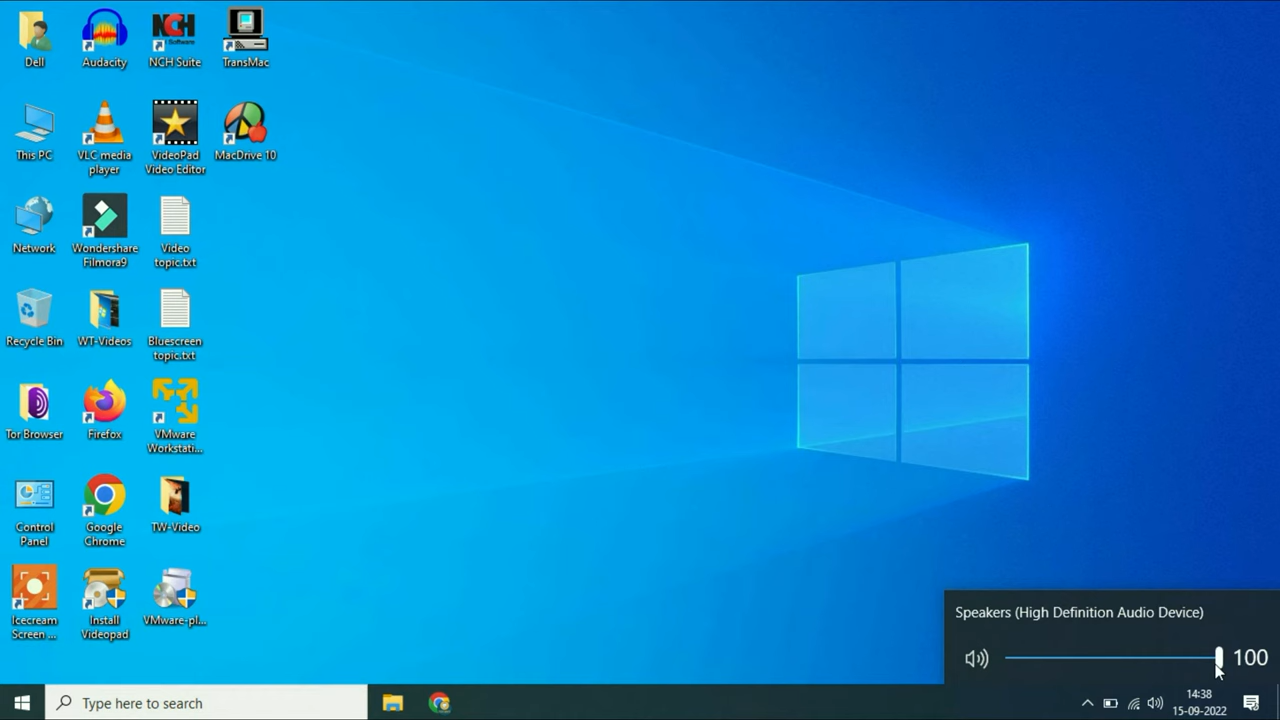 Dell
Audacity
NCH
Software
NCH Suite
TransMac
This PC
VLC media
player
VideoPad
Video Editor
MacDrive 10
Network
Wondershare
Filmora9
Video
topic.txt
Recycle Bin
WT-Videos
Bluescreen
topic.txt
Tor Browser
Firefox
VMware
Workstati...
Control
Panel
Google
Chrome
TW-Video
Icecream
Screen ...
Install
Videopad
VMware-pl...
Speakers (High Definition Audio Device)
100
Type here to search
14:38
15-09-2022